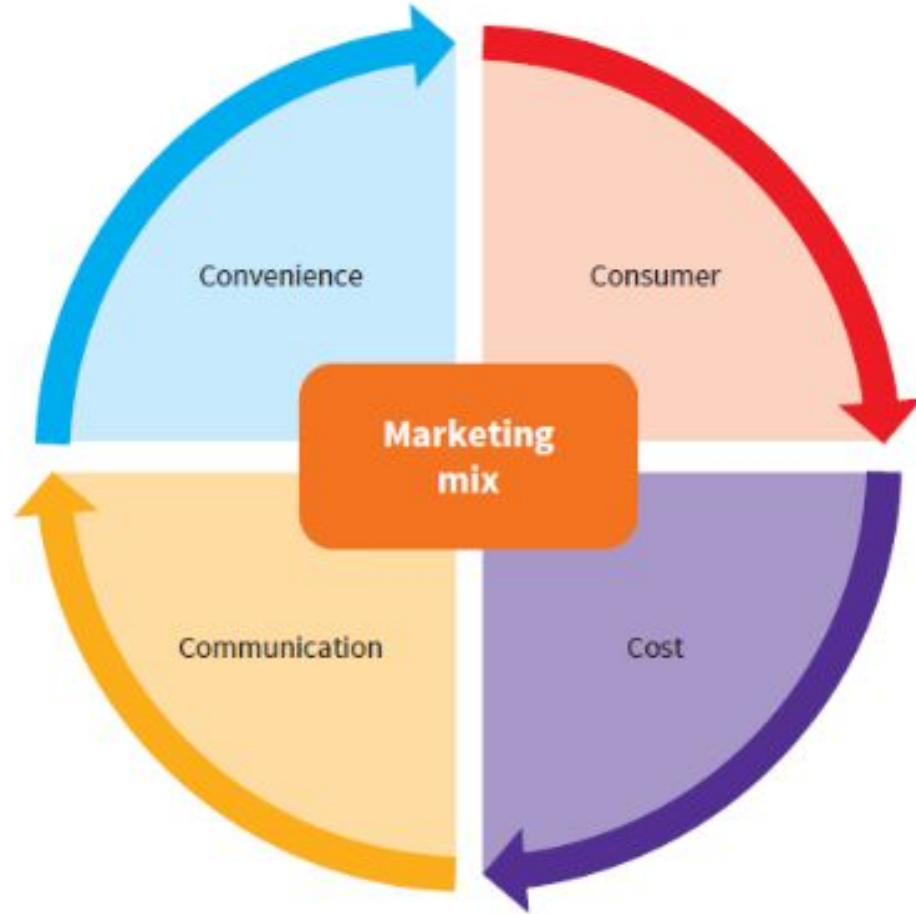 Convenience
Consumer
Marketing
mix
Communication
Cost